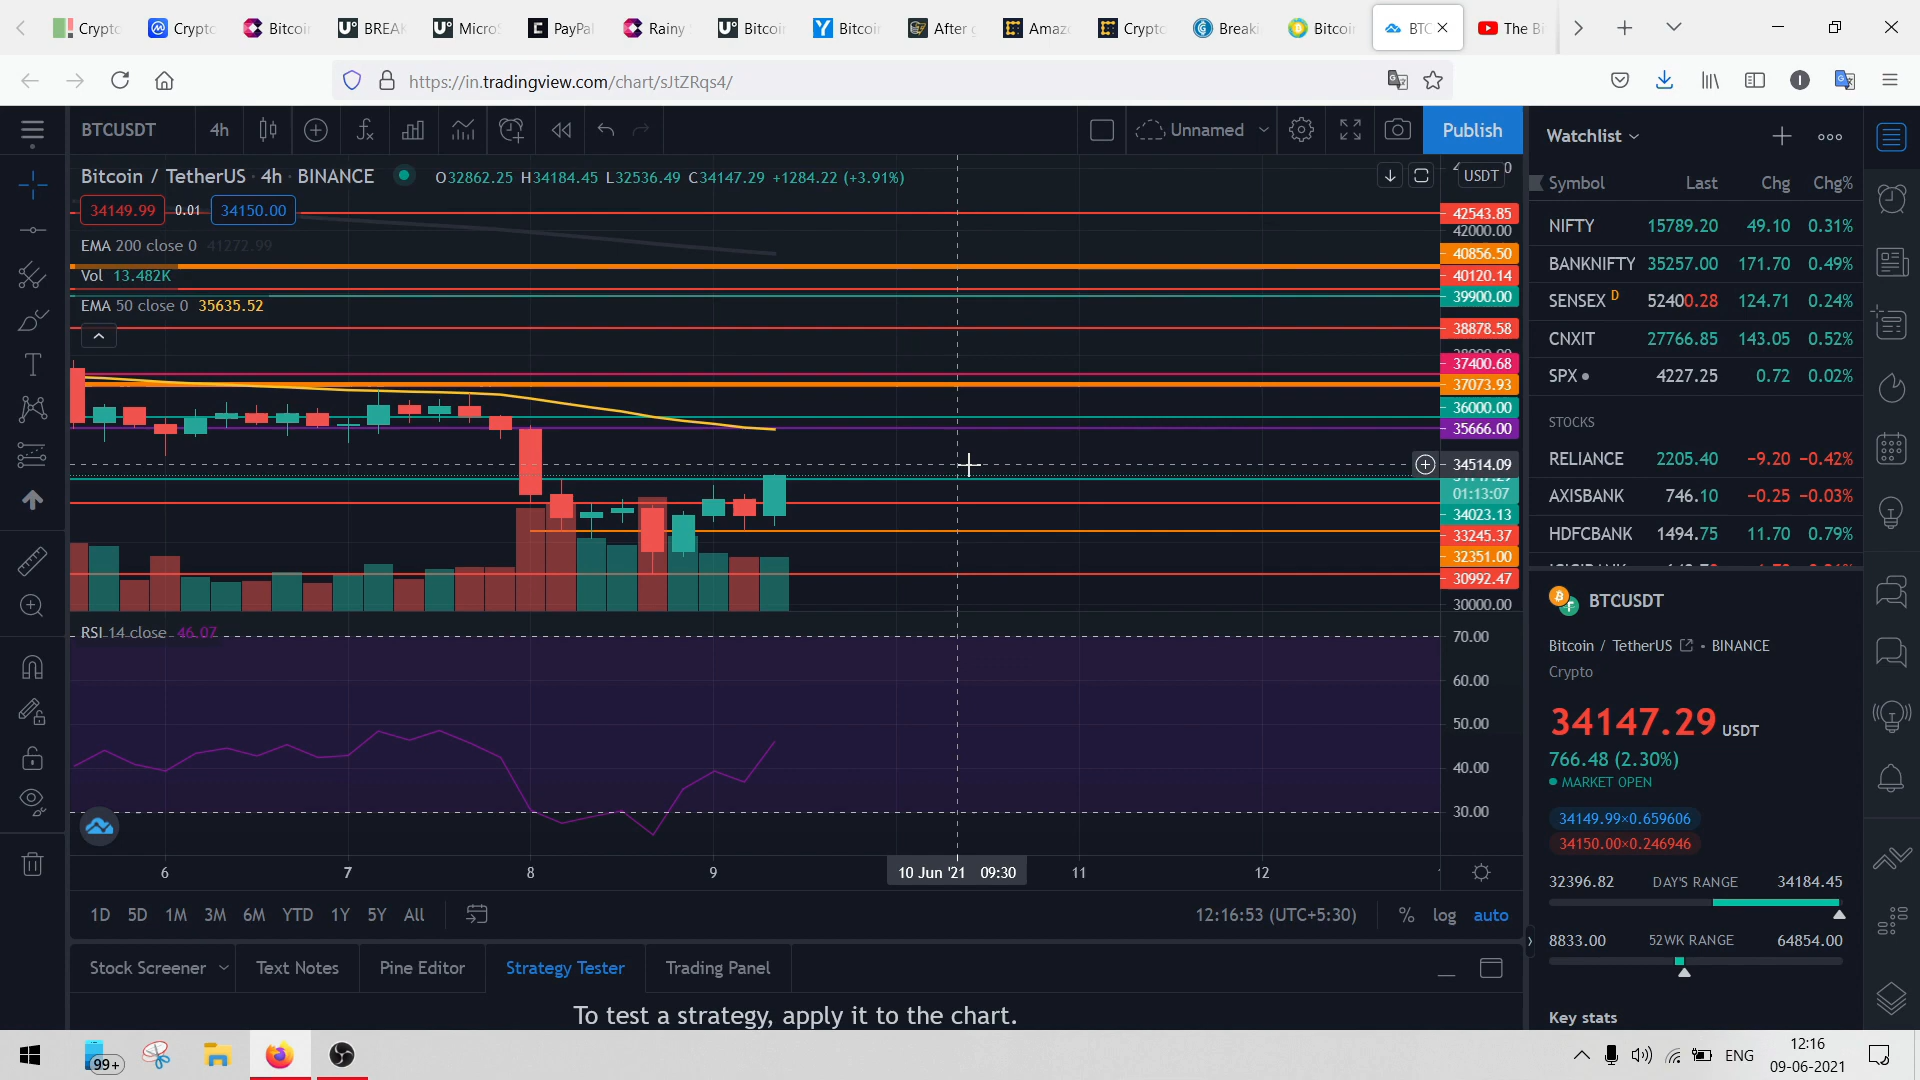 Crypto
Crypto
Bitcoin
BREAK
Micro
PayPal
Rainy
Bitcoin
Bitcoin
After
Amaz
Crypto
Breaki
Bitcoin
BTC
The Bi
https://in.tradingview.com/chart/sJtZRqs4/
BTCUSDT 4h Unnamed Publish
Bitcoin / TetherUS · 4h · BINANCE O32862.25 H34184.45 L32536.49 C34147.29 +1284.22 (+3.91%)
34149.99 0.01 34150.00
EMA 200 close 0 41272.99
Vol 13.482K
EMA 50 close 0 35635.52
USDT
42543.85
42000.00
40856.50
40120.14
39900.00
38878.58
37400.68
37073.93
36000.00
35666.00
34514.09
01:13:07
34023.13
33245.37
32351.00
30992.47
30000.00
RSI 14 close 46.07
70.00
60.00
50.00
40.00
30.00
6 7 8 9 10 Jun '21 09:30 11 12
1D 5D 1M 3M 6M YTD 1Y 5Y All 12:16:53 (UTC+5:30) % log auto
Stock Screener Text Notes Pine Editor Strategy Tester Trading Panel
To test a strategy, apply it to the chart.
Watchlist
Symbol Last Chg Chg%
NIFTY 15789.20 49.10 0.31%
BANKNIFTY 35257.00 171.70 0.49%
SENSEX D 52400.28 124.71 0.24%
CNXIT 27766.85 143.05 0.52%
SPX 4227.25 0.72 0.02%
STOCKS
RELIANCE 2205.40 −9.20 −0.42%
AXISBANK 746.10 −0.25 −0.03%
HDFCBANK 1494.75 11.70 0.79%
BTCUSDT
Bitcoin / TetherUS • BINANCE
Crypto
34147.29 USDT
766.48 (2.30%)
MARKET OPEN
34149.99×0.659606
34150.00×0.246946
32396.82 DAY'S RANGE 34184.45
8833.00 52WK RANGE 64854.00
Key stats
99+
ENG
12:16
09-06-2021